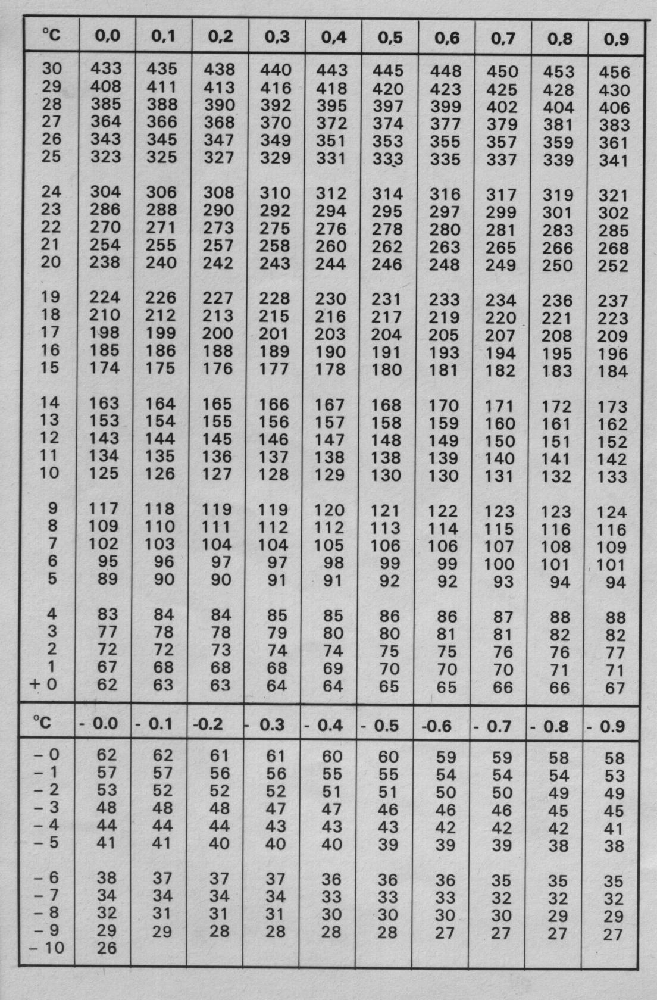 °C 0,0 0,1 0,2 0,3 0,4 0,5 0,6 0,7 0,8 0,9
30 433 435 438 440 443 445 448 450 453 456
29 408 411 413 416 418 420 423 425 428 430
28 385 388 390 392 395 397 399 402 404 406
27 364 366 368 370 372 374 377 379 381 383
26 343 345 347 349 351 353 355 357 359 361
25 323 325 327 329 331 333 335 337 339 341
24 304 306 308 310 312 314 316 317 319 321
23 286 288 290 292 294 295 297 299 301 302
22 270 271 273 275 276 278 280 281 283 285
21 254 255 257 258 260 262 263 265 266 268
20 238 240 242 243 244 246 248 249 250 252
19 224 226 227 228 230 231 233 234 236 237
18 210 212 213 215 216 217 219 220 221 223
17 198 199 200 201 203 204 205 207 208 209
16 185 186 188 189 190 191 193 194 195 196
15 174 175 176 177 178 180 181 182 183 184
14 163 164 165 166 167 168 170 171 172 173
13 153 154 155 156 157 158 159 160 161 162
12 143 144 145 146 147 148 149 150 151 152
11 134 135 136 137 138 138 139 140 141 142
10 125 126 127 128 129 130 130 131 132 133
9 117 118 119 119 120 121 122 123 123 124
8 109 110 111 112 112 113 114 115 116 116
7 102 103 104 104 105 106 106 107 108 109
6 95 96 97 97 98 99 99 100 101 101
5 89 90 90 91 91 92 92 93 94 94
4 83 84 84 85 85 86 86 87 88 88
3 77 78 78 79 80 80 81 81 82 82
2 72 72 73 74 74 75 75 76 76 77
1 67 68 68 68 69 70 70 70 71 71
+ 0 62 63 63 64 64 65 65 66 66 67
°C - 0.0 - 0.1 -0.2 - 0.3 - 0.4 - 0.5 -0.6 - 0.7 - 0.8 - 0.9
– 0 62 62 61 61 60 60 59 59 58 58
– 1 57 57 56 56 55 55 54 54 54 53
– 2 53 52 52 52 51 51 50 50 49 49
– 3 48 48 48 47 47 46 46 46 45 45
– 4 44 44 44 43 43 43 42 42 42 41
– 5 41 41 40 40 40 39 39 39 38 38
– 6 38 37 37 37 36 36 36 35 35 35
– 7 34 34 34 34 33 33 33 32 32 32
– 8 32 31 31 31 30 30 30 30 29 29
– 9 29 29 28 28 28 28 27 27 27 27
– 10 26